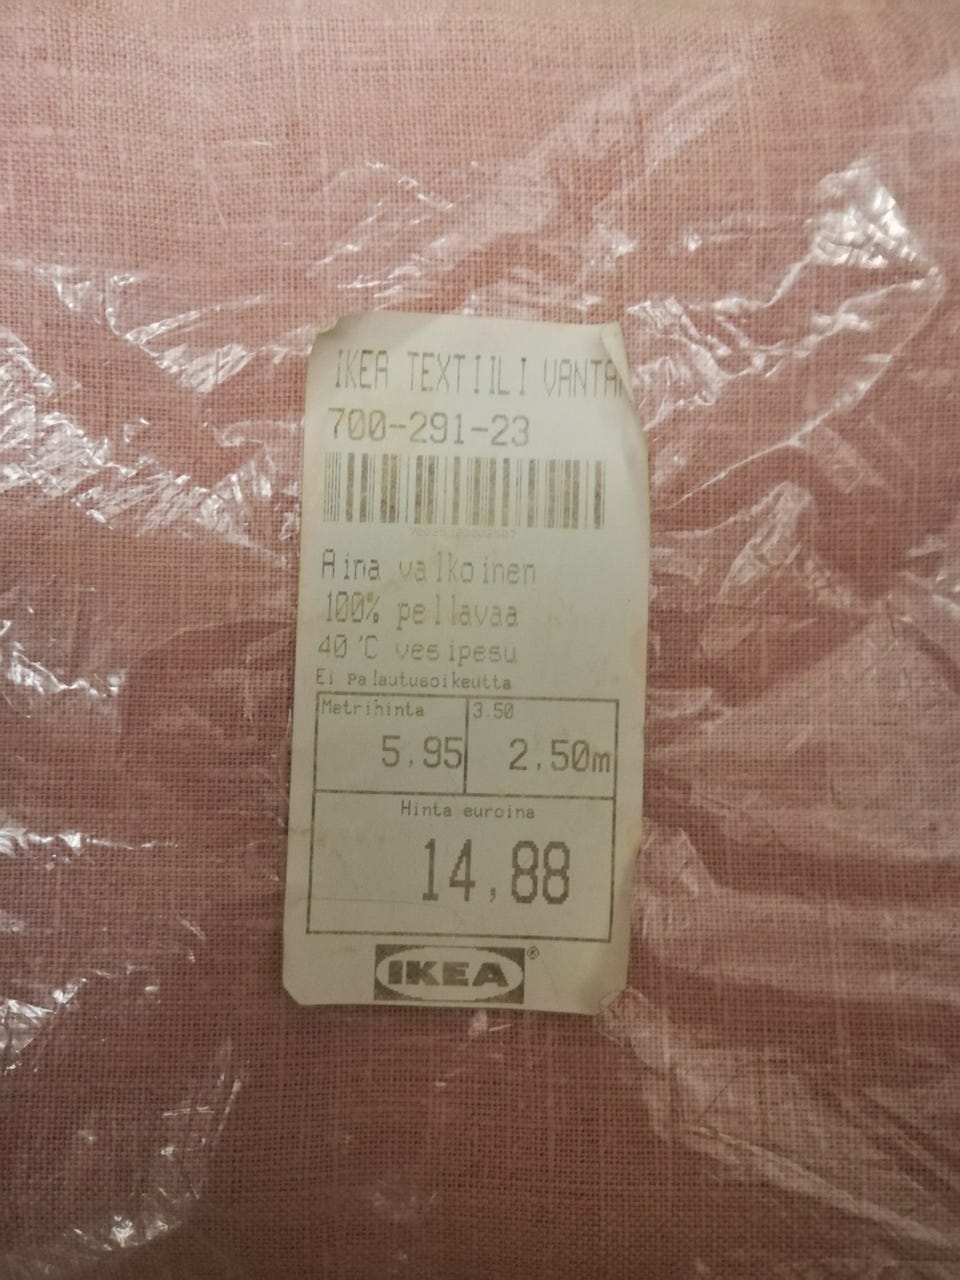 IKEA TEXTIILI VANTA
700-291-23
Aina valkoinen
100% pellavaa
40'C vesipesu
Ei palautusoikeutta
Metrihinta 3.50
5,95 2,50m
Hinta euroina
14,88
IKEA®